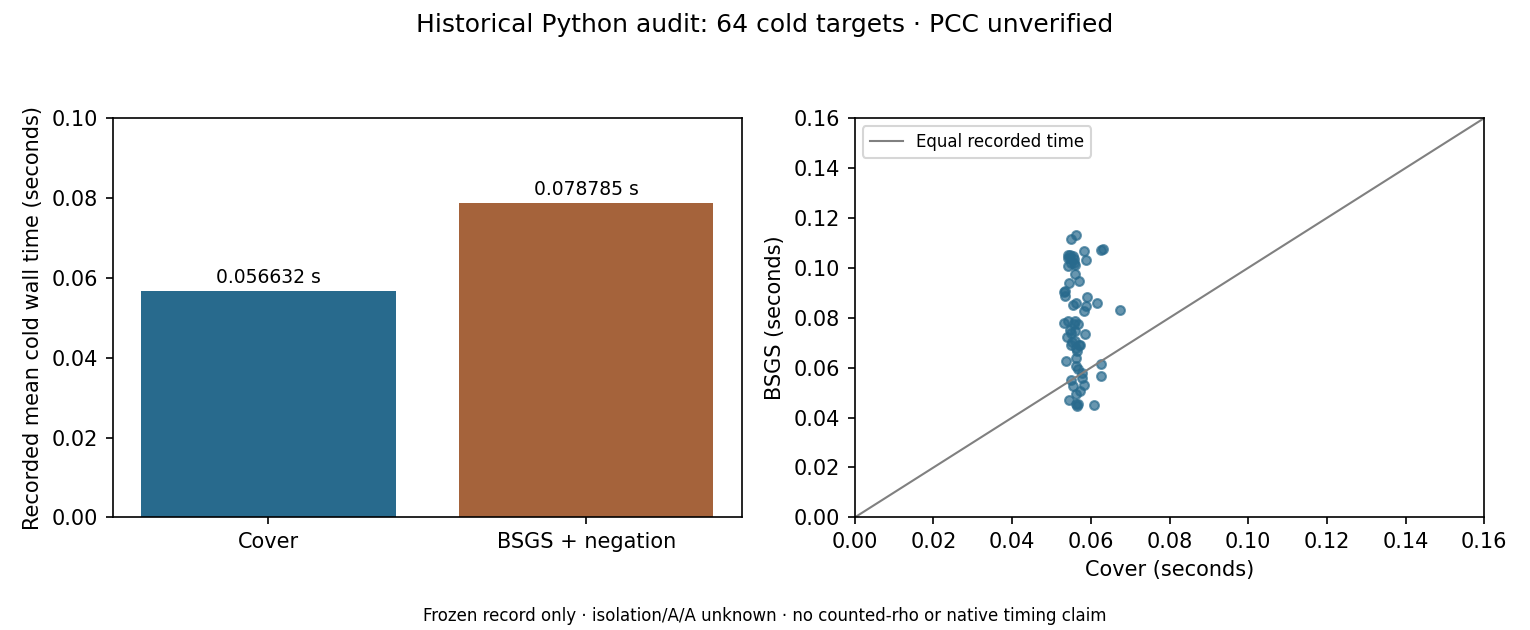 Historical Python audit: 64 cold targets · PCC unverified
Recorded mean cold wall time (seconds)
0.10
0.08
0.06
0.04
0.02
0.00
0.056632 s
0.078785 s
Cover
BSGS + negation
BSGS (seconds)
0.16
0.14
0.12
0.10
0.08
0.06
0.04
0.02
0.00
Equal recorded time
0.00 0.02 0.04 0.06 0.08 0.10 0.12 0.14 0.16
Cover (seconds)
Frozen record only · isolation/A/A unknown · no counted-rho or native timing claim